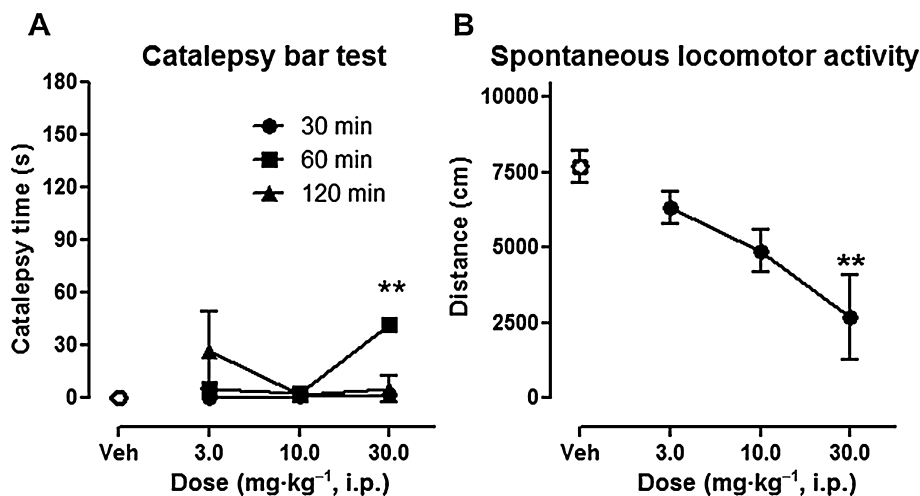 A
Catalepsy bar test
180
150
120
90
60
30
0
Catalepsy time (s)
30 min
60 min
120 min
**
Veh
3.0
10.0
30.0
Dose (mg·kg⁻¹, i.p.)
B
Spontaneous locomotor activity
10000
7500
5000
2500
0
Distance (cm)
**
Veh
3.0
10.0
30.0
Dose (mg·kg⁻¹, i.p.)